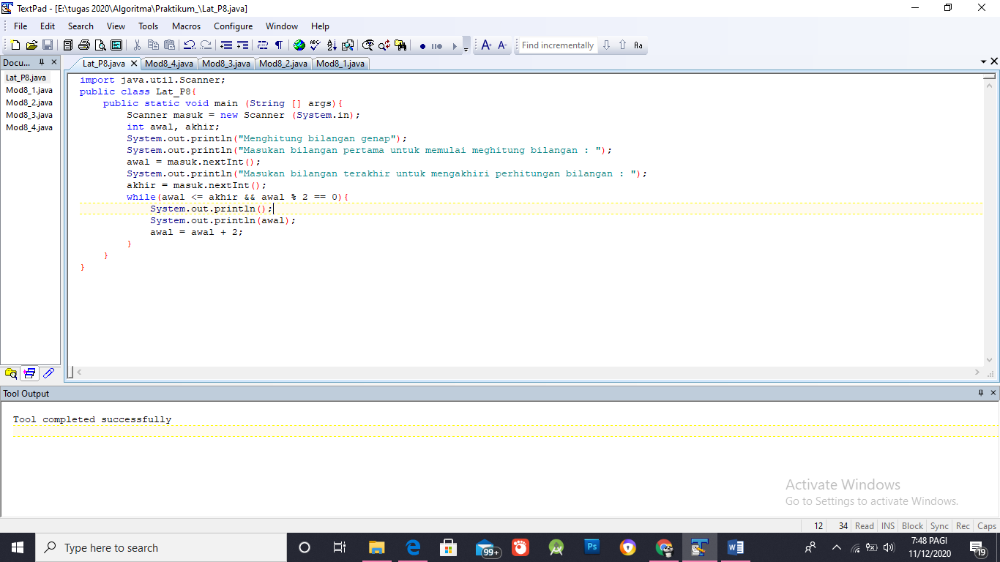 TextPad - [E:\tugas 2020\Algoritma\Praktikum_\Lat_P8.java]
File Edit Search View Tools Macros Configure Window Help
Find incrementally Aa
Docu...
Lat_P8.java Mod8_4.java Mod8_3.java Mod8_2.java Mod8_1.java
Lat_P8.java
Mod8_1.java
Mod8_2.java
Mod8_3.java
Mod8_4.java
import java.util.Scanner;
public class Lat_P8{
public static void main (String [] args){
Scanner masuk = new Scanner (System.in);
int awal, akhir;
System.out.println("Menghitung bilangan genap");
System.out.println("Masukan bilangan pertama untuk memulai meghitung bilangan : ");
awal = masuk.nextInt();
System.out.println("Masukan bilangan terakhir untuk mengakhiri perhitungan bilangan : ");
akhir = masuk.nextInt();
while(awal <= akhir && awal % 2 == 0){
System.out.println();
System.out.println(awal);
awal = awal + 2;
}
}
}
Tool Output
Tool completed successfully
Activate Windows
Go to Settings to activate Windows.
12 34 Read INS Block Sync Rec Caps
Type here to search
99+
Ps
7:48 PAGI
11/12/2020
19